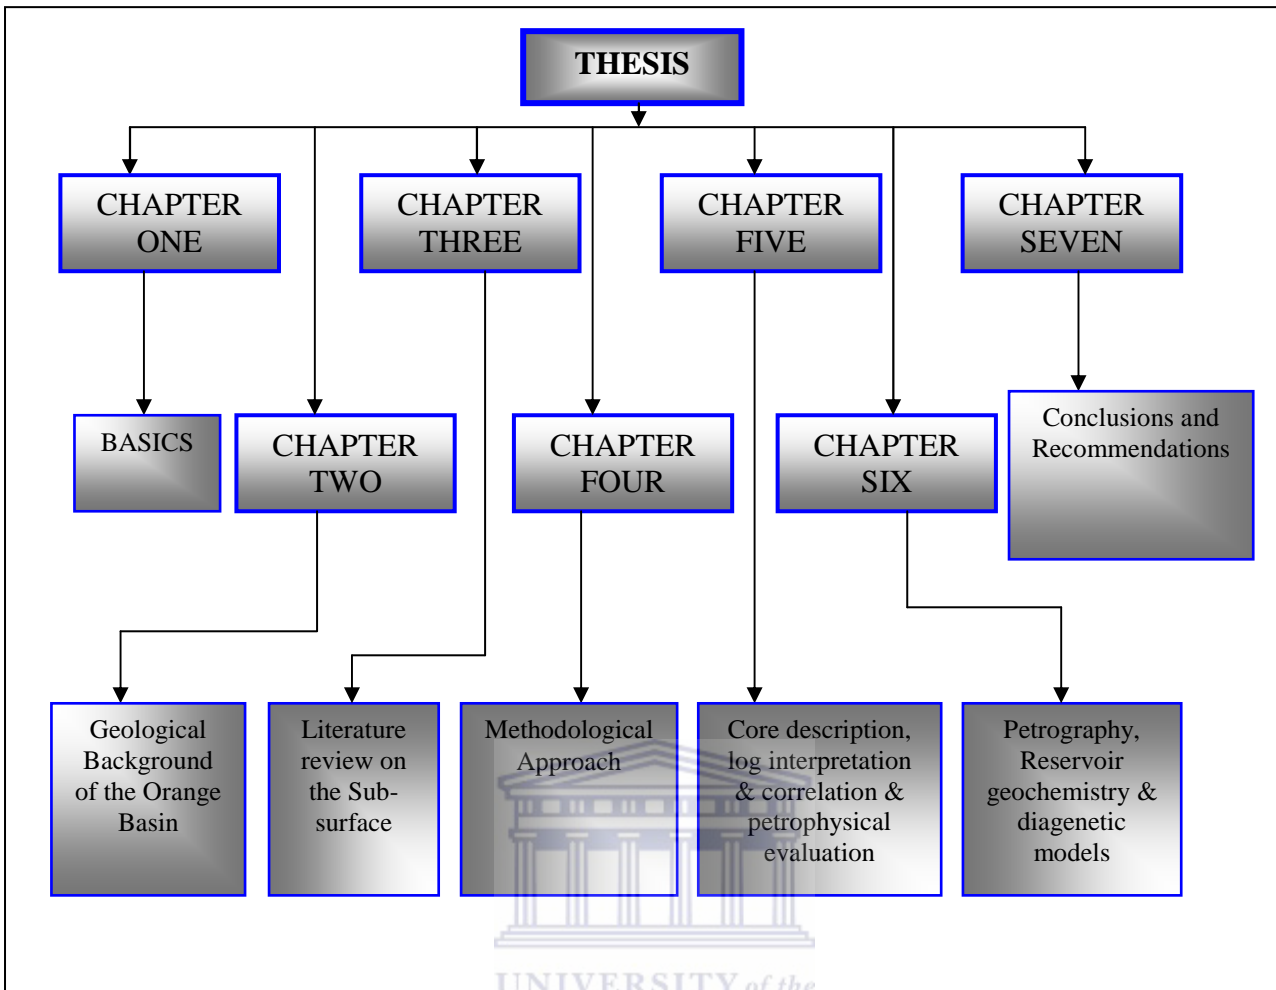 THESIS
CHAPTER
ONE
CHAPTER
THREE
CHAPTER
FIVE
CHAPTER
SEVEN
BASICS
CHAPTER
TWO
CHAPTER
FOUR
CHAPTER
SIX
Conclusions and
Recommendations
Geological
Background
of the Orange
Basin
Literature
review on
the Sub-
surface
Methodological
Approach
Core description,
log interpretation
& correlation &
petrophysical
evaluation
Petrography,
Reservoir
geochemistry &
diagenetic
models
UNIVERSITY of the